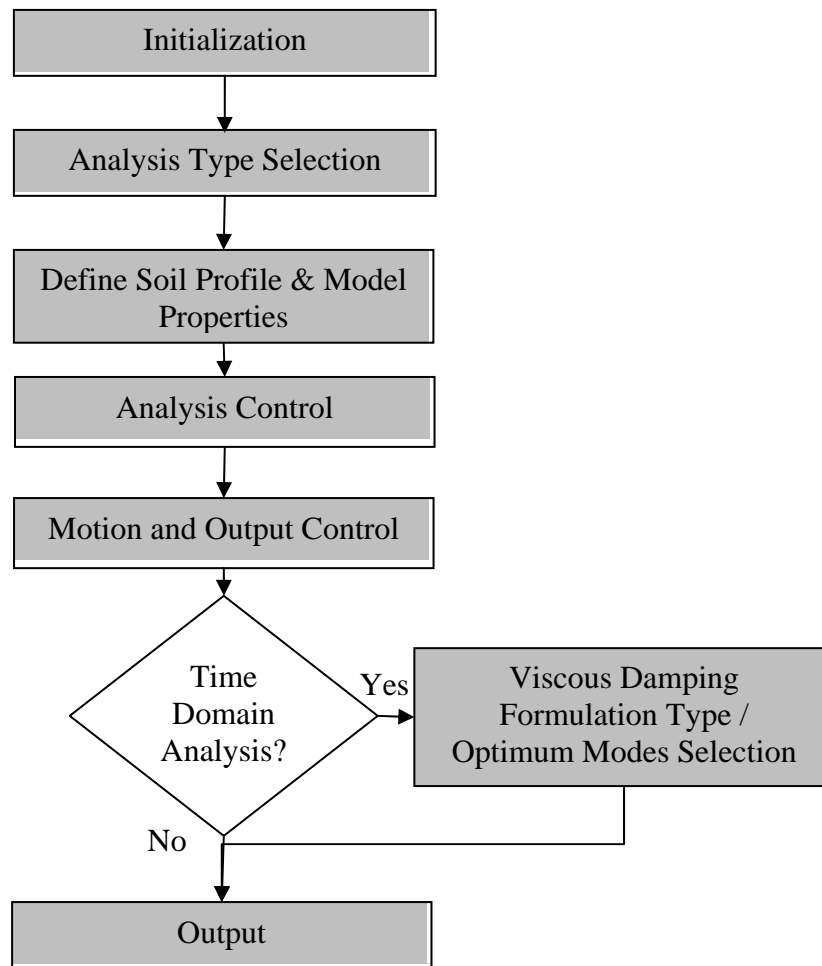 Initialization
Analysis Type Selection
Define Soil Profile & Model
Properties
Analysis Control
Motion and Output Control
Time
Domain
Analysis?
Yes
Viscous Damping
Formulation Type /
Optimum Modes Selection
No
Output